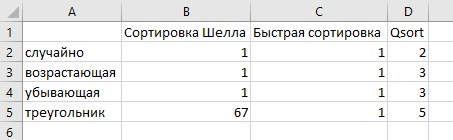 A B C D
1 Сортировка Шелла Быстрая сортировка Qsort
2 случайно 1 1 2
3 возрастающая 1 1 3
4 убывающая 1 1 3
5 треугольник 67 1 5
6